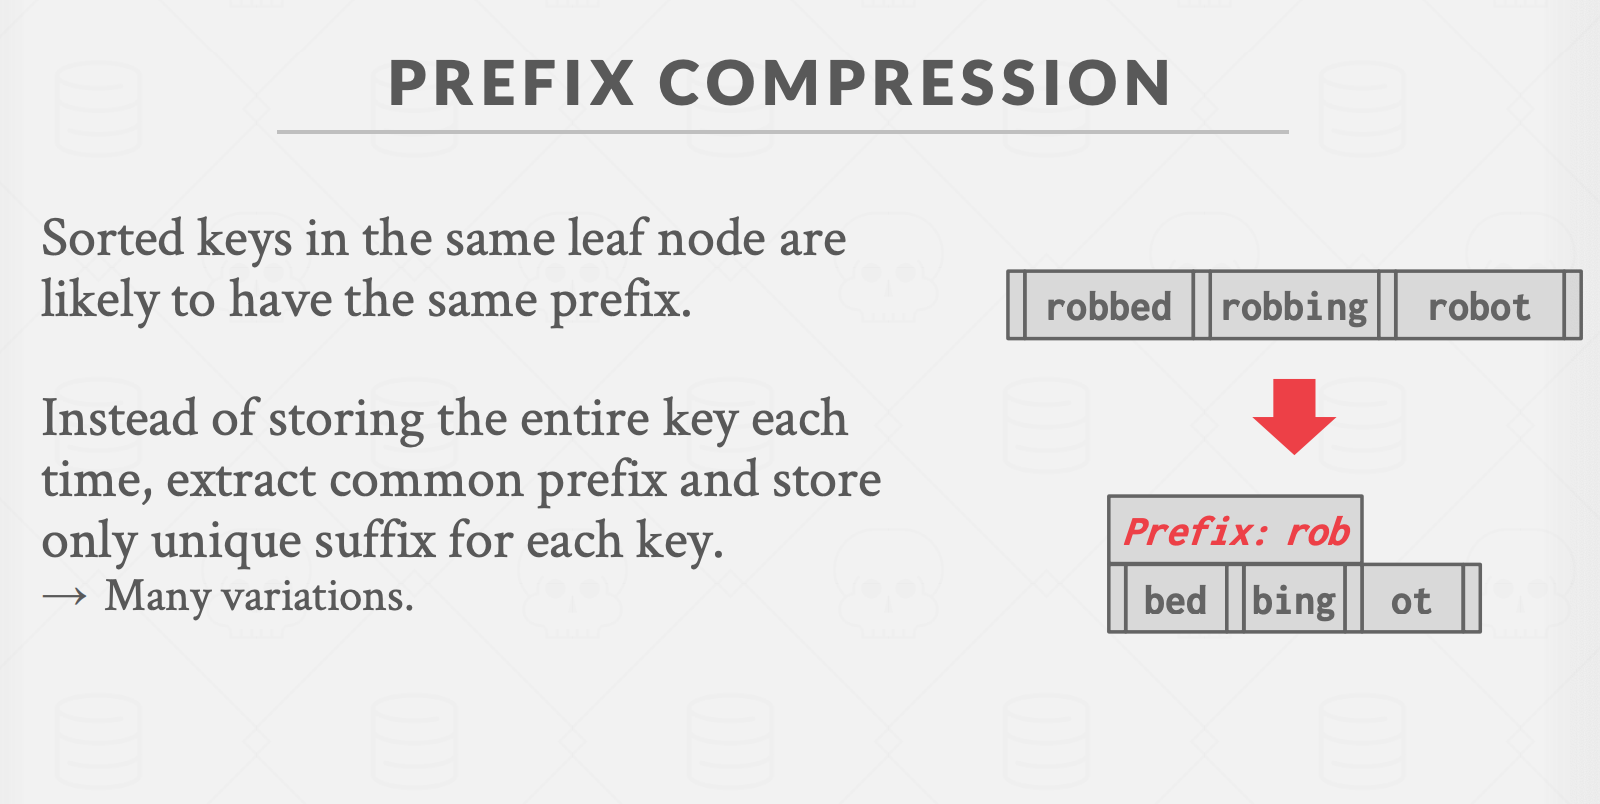 PREFIX COMPRESSION
Sorted keys in the same leaf node are
likely to have the same prefix.
Instead of storing the entire key each
time, extract common prefix and store
only unique suffix for each key.
→ Many variations.
robbed robbing robot
Prefix: rob
bed bing ot